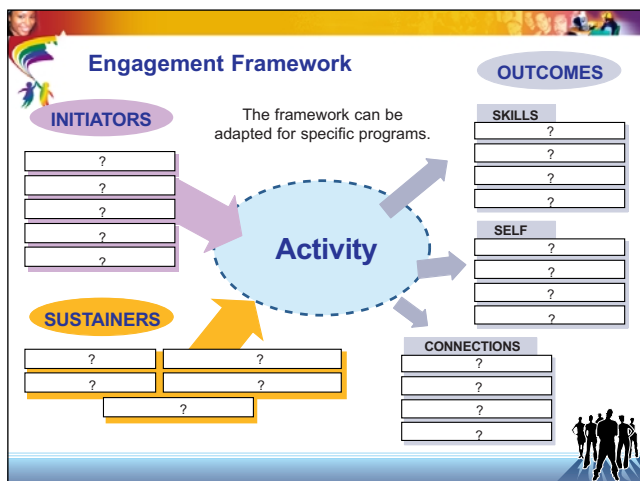 Engagement Framework
The framework can be
adapted for specific programs.
INITIATORS
?
?
?
?
?
Activity
SUSTAINERS
? ?
? ?
?
OUTCOMES
SKILLS
?
?
?
?
SELF
?
?
?
?
CONNECTIONS
?
?
?
?